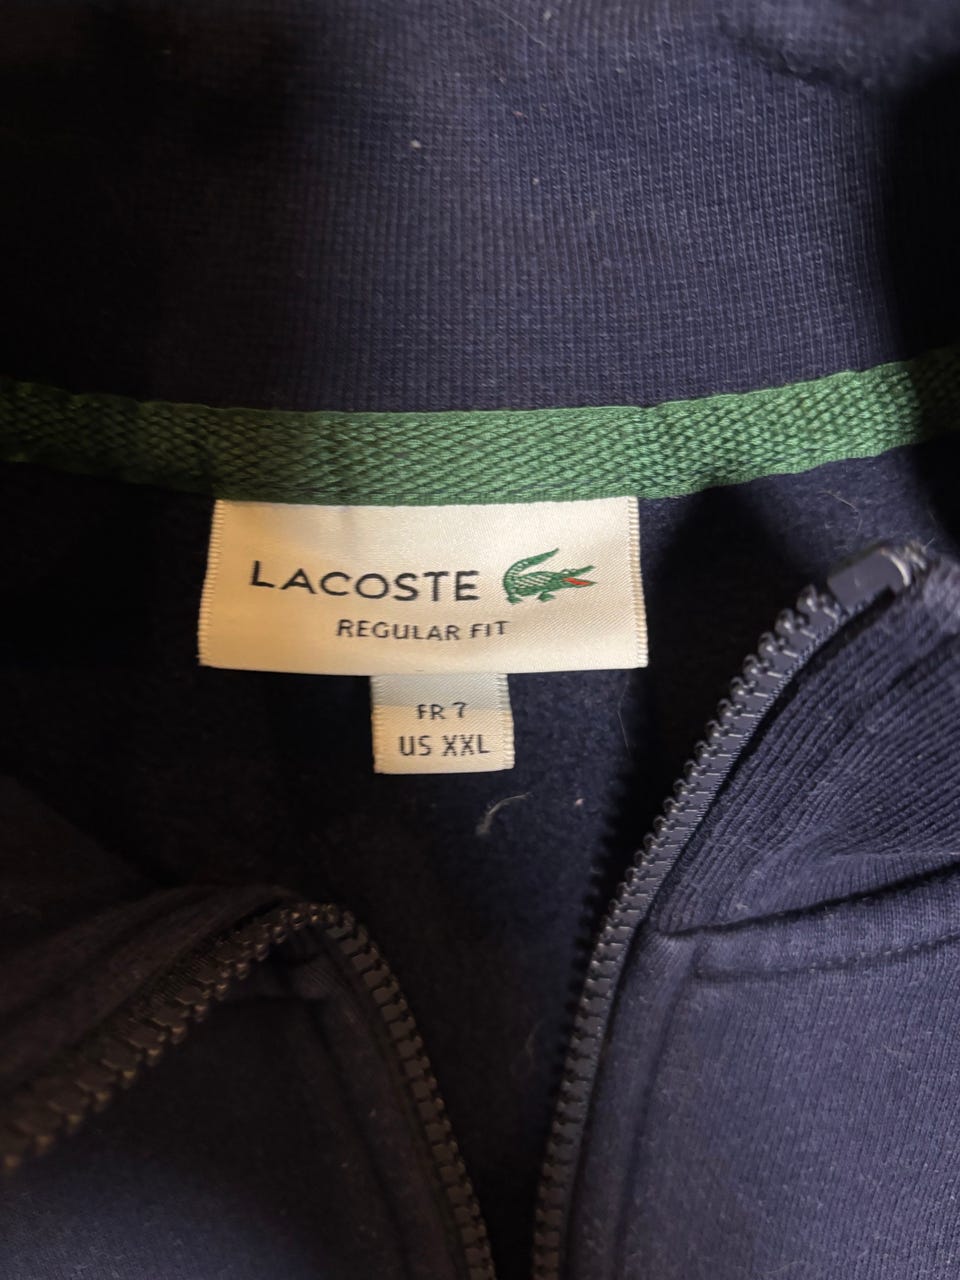 LACOSTE
REGULAR FIT
FR 7
US XXL